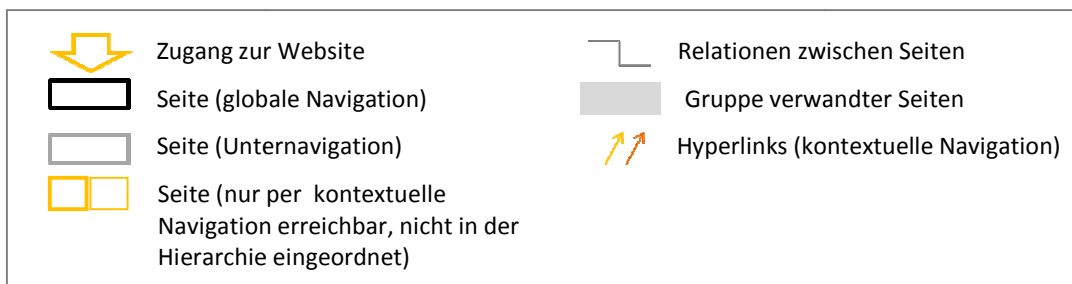 Zugang zur Website
Seite (globale Navigation)
Seite (Unternavigation)
Seite (nur per kontextuelle
Navigation erreichbar, nicht in der
Hierarchie eingeordnet)
Relationen zwischen Seiten
Gruppe verwandter Seiten
Hyperlinks (kontextuelle Navigation)